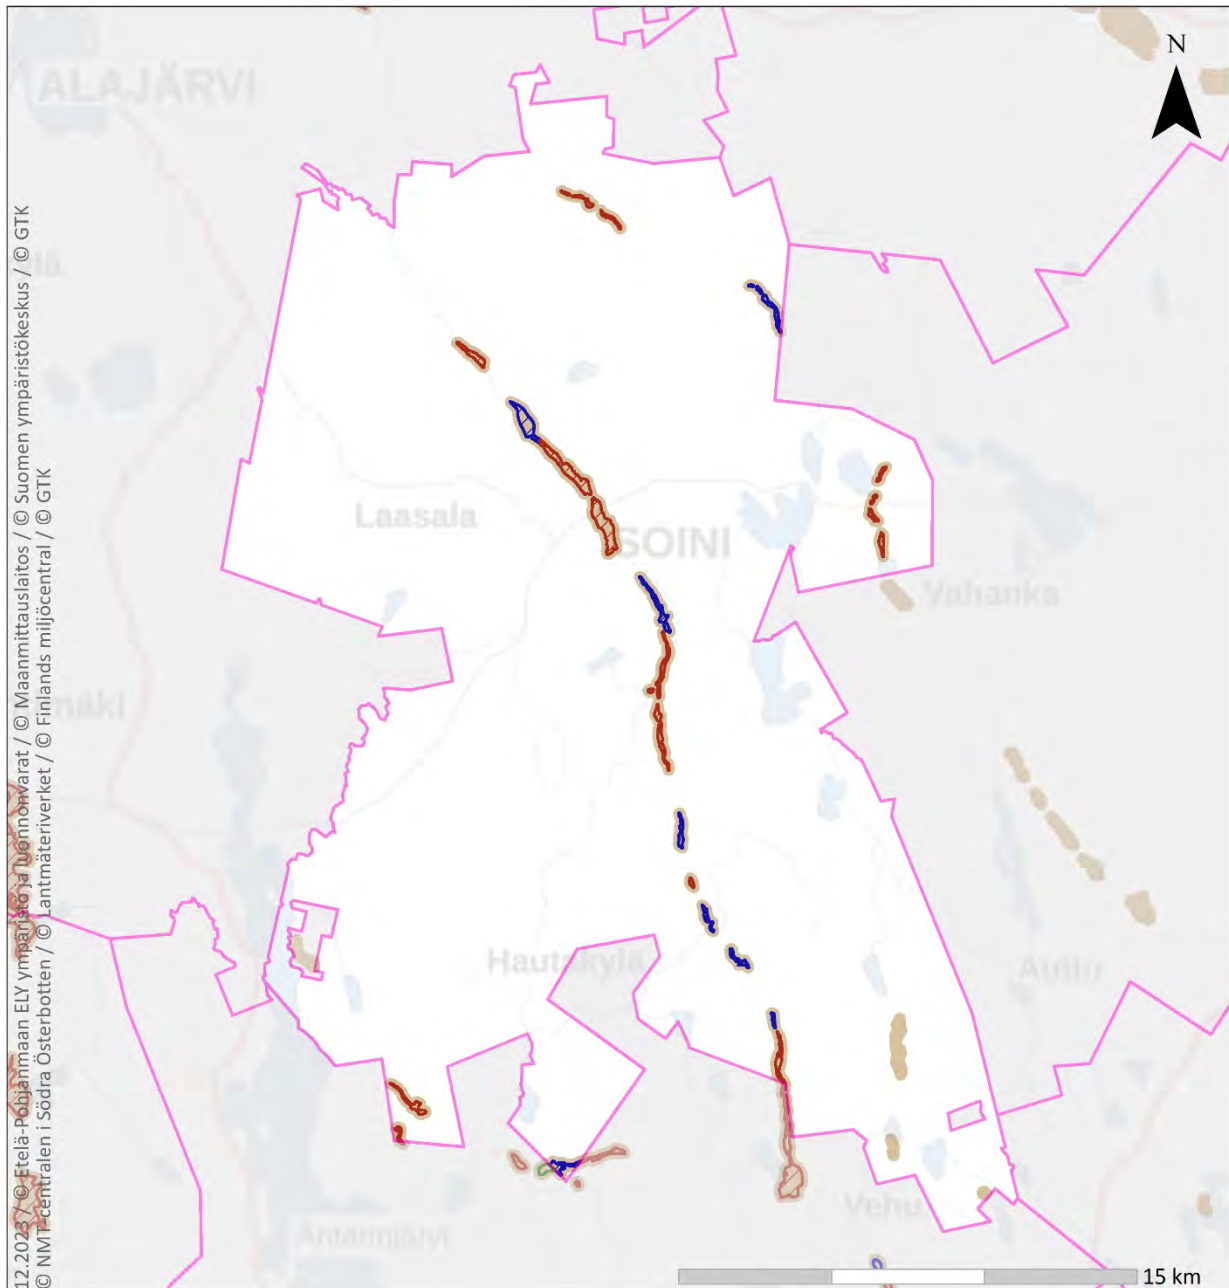 N
ALAJÄRVI
Laasala
SOINI
Vahanka
Hautakylä
Autio
Vehu
15 km
12.2023 / © Etelä-Pohjanmaan ELY ympäristö ja luonnonvarat / © Maanmittauslaitos / © Suomen ympäristökeskus / © GTK
© NMT-centralen i Södra Österbotten / © Lantmäteriverket / © Finlands miljöcentral / © GTK